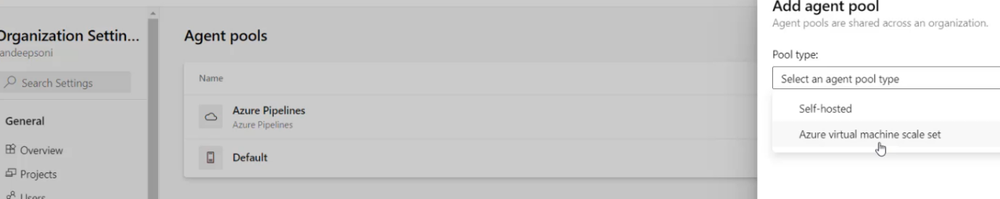 Organization Settin...
andeepsoni
Search Settings
General
Overview
Projects
Users
Agent pools
Name
Azure Pipelines
Azure Pipelines
Default
Add agent pool
Agent pools are shared across an organization.
Pool type:
Select an agent pool type
Self-hosted
Azure virtual machine scale set